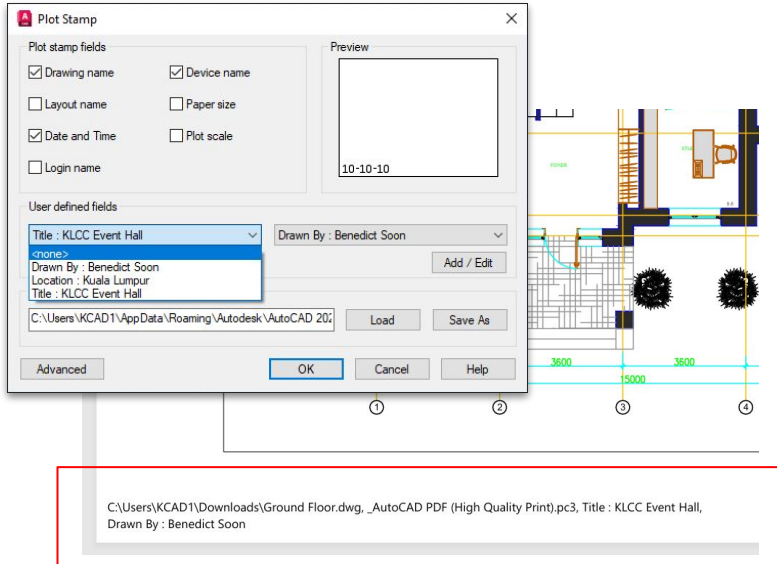 Plot Stamp
Plot stamp fields
Preview
Drawing name
Device name
Layout name
Paper size
Date and Time
Plot scale
Login name
10-10-10
User defined fields
Title : KLCC Event Hall
Drawn By : Benedict Soon
<none>
Drawn By : Benedict Soon
Location : Kuala Lumpur
Title : KLCC Event Hall
Add / Edit
C:\Users\KCAD1\AppData\Roaming\Autodesk\AutoCAD 202
Load
Save As
Advanced
OK
Cancel
Help
3600
3600
15000
1
2
3
4
C:\Users\KCAD1\Downloads\Ground Floor.dwg, _AutoCAD PDF (High Quality Print).pc3, Title : KLCC Event Hall,
Drawn By : Benedict Soon